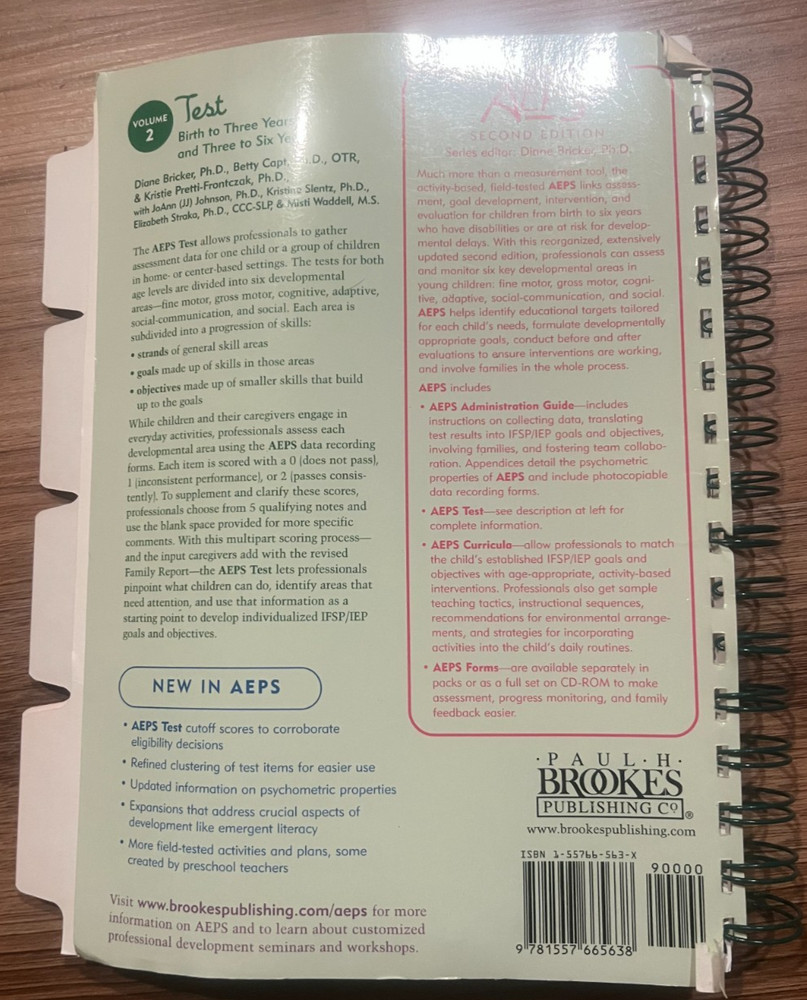 VOLUME
2
Test
Birth to Three Year
and Three to Six Ye
Diane Bricker, Ph.D., Betty Capt, .D., OTR,
& Kristie Pretti-Frontczak, Ph.D.,
with JoAnn (JJ) Johnson, Ph.D., Kristine Slentz, Ph.D.,
Elizabeth Straka, Ph.D., CCC-SLP, & Misti Waddell, M.S.
The AEPS Test allows professionals to gather
assessment data for one child or a group of children
in home- or center-based settings. The tests for both
age levels are divided into six developmental
areas—fine motor, gross motor, cognitive, adaptive,
social-communication, and social. Each area is
subdivided into a progression of skills:
• strands of general skill areas
• goals made up of skills in those areas
• objectives made up of smaller skills that build
up to the goals
While children and their caregivers engage in
everyday activities, professionals assess each
developmental area using the AEPS data recording
forms. Each item is scored with a 0 (does not pass),
1 (inconsistent performance), or 2 (passes consis-
tently). To supplement and clarify these scores,
professionals choose from 5 qualifying notes and
use the blank space provided for more specific
comments. With this multipart scoring process—
and the input caregivers add with the revised
Family Report—the AEPS Test lets professionals
pinpoint what children can do, identify areas that
need attention, and use that information as a
starting point to develop individualized IFSP/IEP
goals and objectives.
NEW IN AEPS
• AEPS Test cutoff scores to corroborate
eligibility decisions
• Refined clustering of test items for easier use
• Updated information on psychometric properties
• Expansions that address crucial aspects of
development like emergent literacy
• More field-tested activities and plans, some
created by preschool teachers
Visit www.brookespublishing.com/aeps for more
information on AEPS and to learn about customized
professional development seminars and workshops.
AEPS
SECOND EDITION
Series editor: Diane Bricker, Ph.D.
Much more than a measurement tool, the
activity-based, field-tested AEPS links assess-
ment, goal development, intervention, and
evaluation for children from birth to six years
who have disabilities or are at risk for develop-
mental delays. With this reorganized, extensively
updated second edition, professionals can assess
and monitor six key developmental areas in
young children: fine motor, gross motor, cogni-
tive, adaptive, social-communication, and social.
AEPS helps identify educational targets tailored
for each child's needs, formulate developmentally
appropriate goals, conduct before and after
evaluations to ensure interventions are working,
and involve families in the whole process.
AEPS includes
• AEPS Administration Guide—includes
instructions on collecting data, translating
test results into IFSP/IEP goals and objectives,
involving families, and fostering team collabo-
ration. Appendices detail the psychometric
properties of AEPS and include photocopiable
data recording forms.
• AEPS Test—see description at left for
complete information.
• AEPS Curricula—allow professionals to match
the child's established IFSP/IEP goals and
objectives with age-appropriate, activity-based
interventions. Professionals also get sample
teaching tactics, instructional sequences,
recommendations for environmental arrange-
ments, and strategies for incorporating
activities into the child's daily routines.
• AEPS Forms—are available separately in
packs or as a full set on CD-ROM to make
assessment, progress monitoring, and family
feedback easier.
·PAUL·H·
BROOKES
PUBLISHING CO®
www.brookespublishing.com
ISBN 1-55766-563-X
90000
9 781557 665638